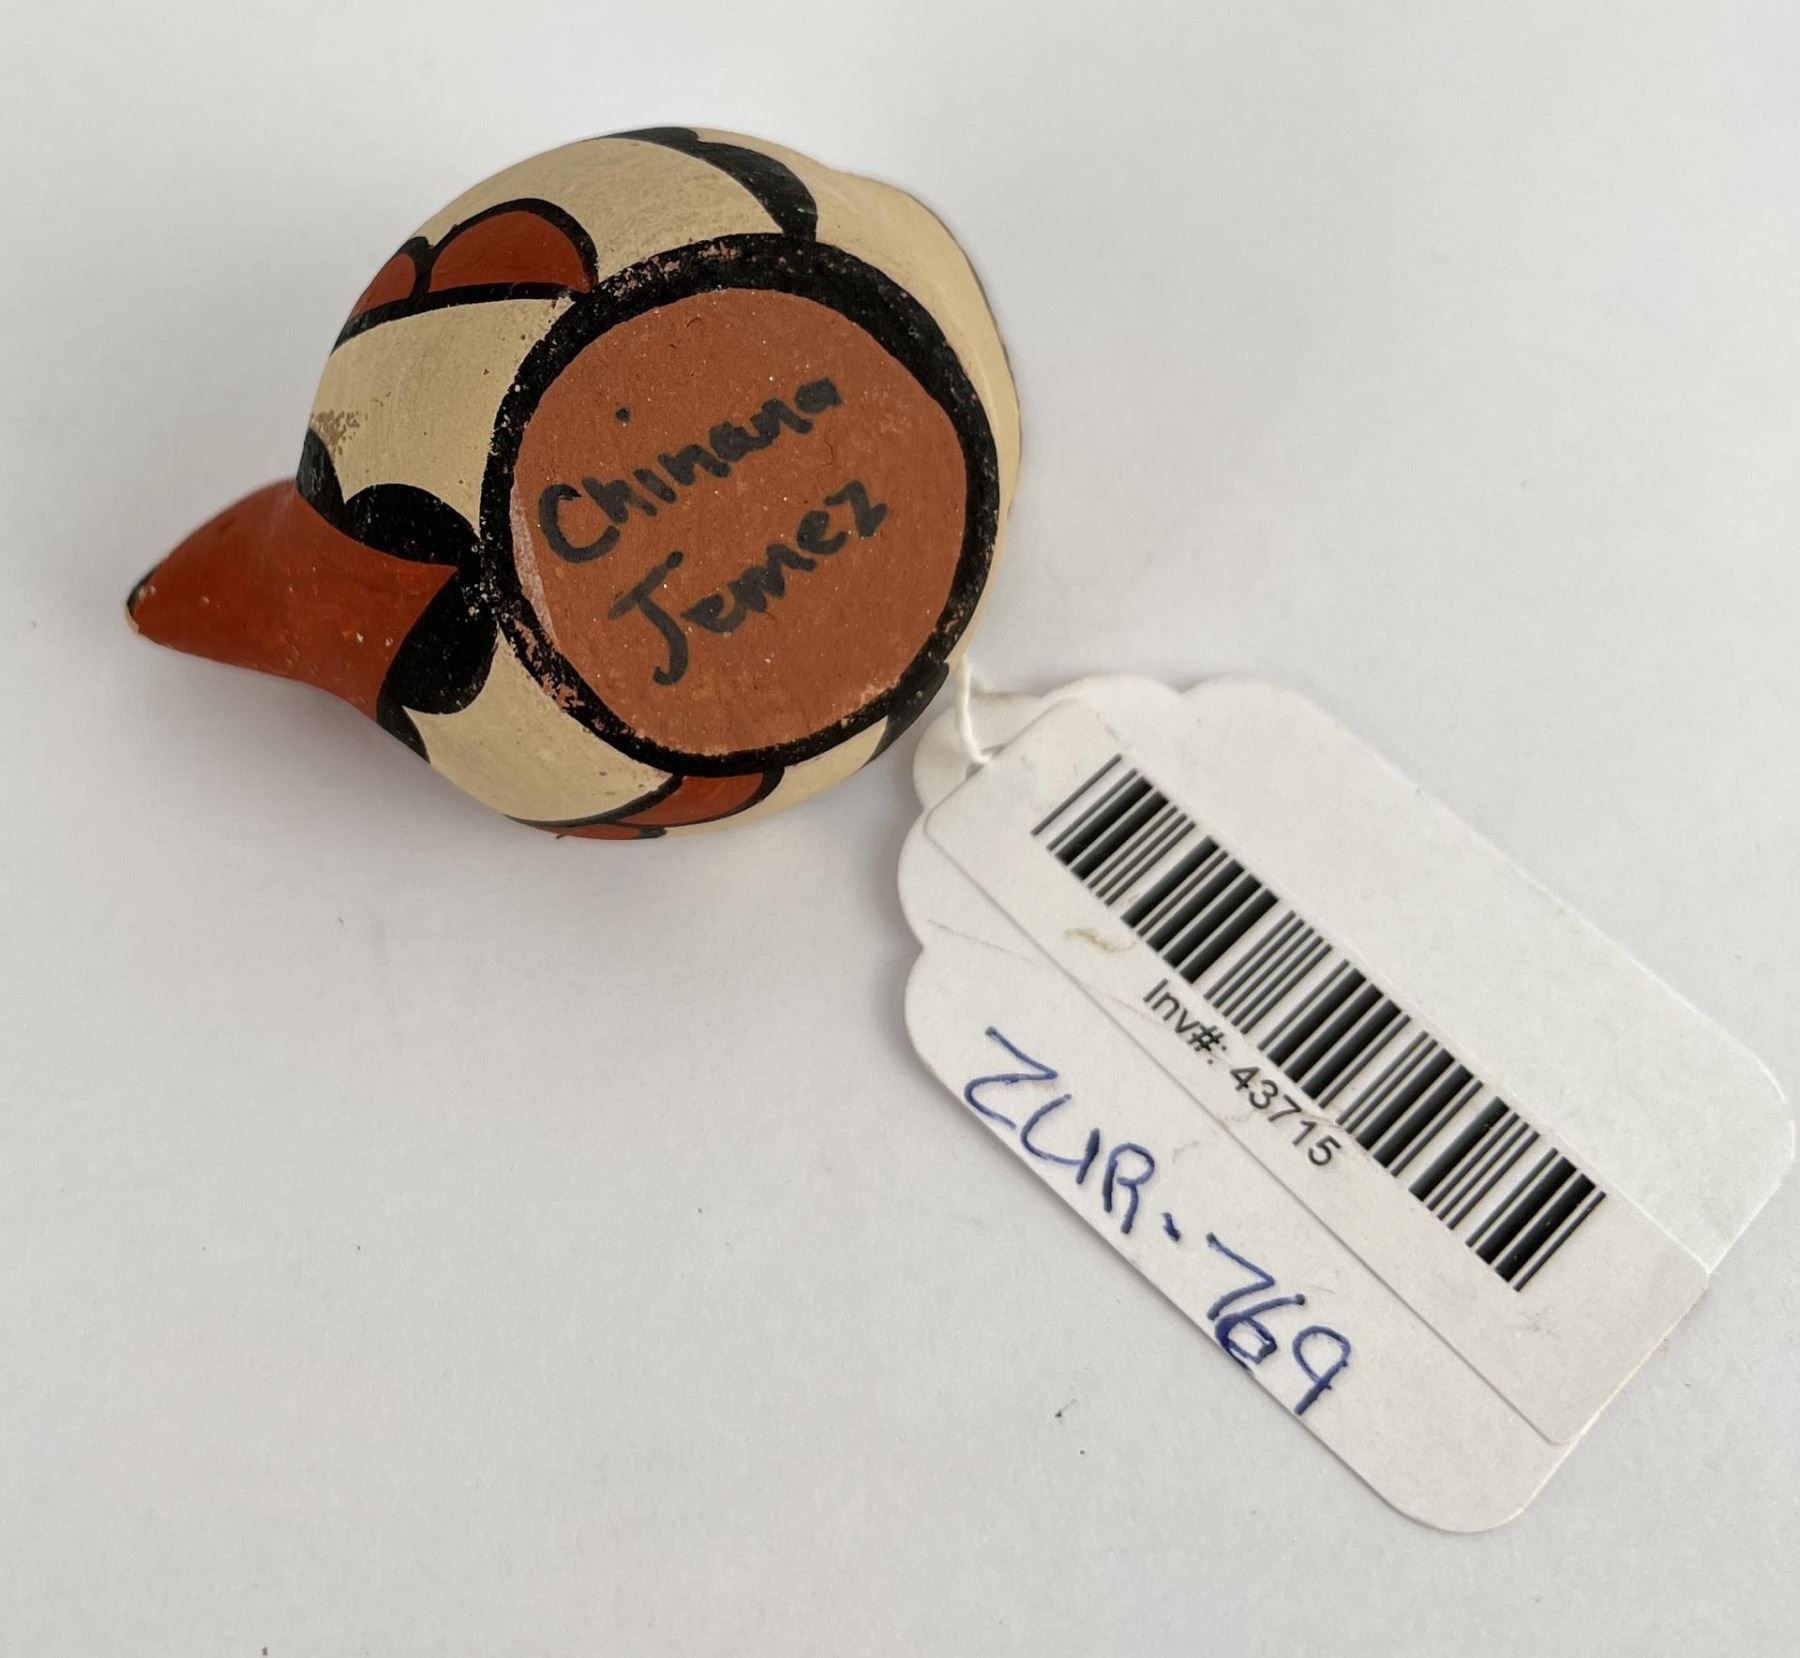 Chinana
Jemez
Inv#: 43715
ZUR-769